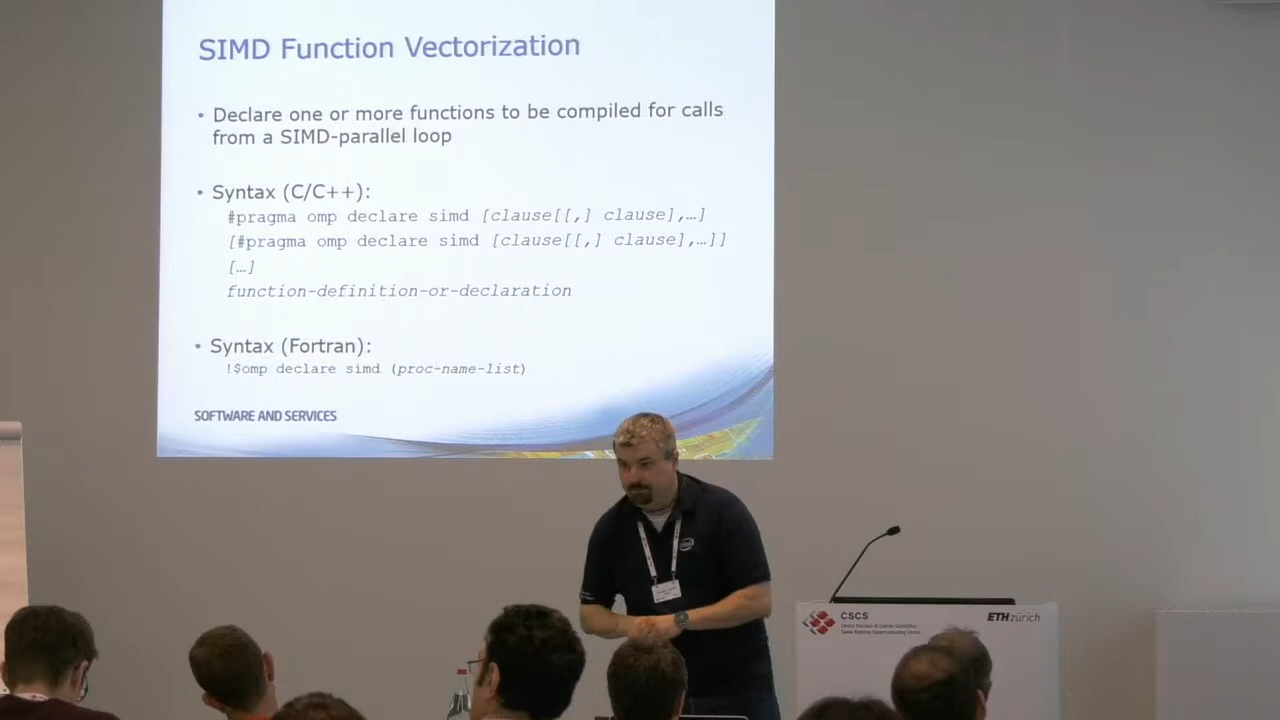 SIMD Function Vectorization
• Declare one or more functions to be compiled for calls
from a SIMD-parallel loop
• Syntax (C/C++):
#pragma omp declare simd [clause[[,] clause],…]
[#pragma omp declare simd [clause[[,] clause],…]]
[…]
function-definition-or-declaration
• Syntax (Fortran):
!$omp declare simd (proc-name-list)
SOFTWARE AND SERVICES
CSCS
ETH zürich